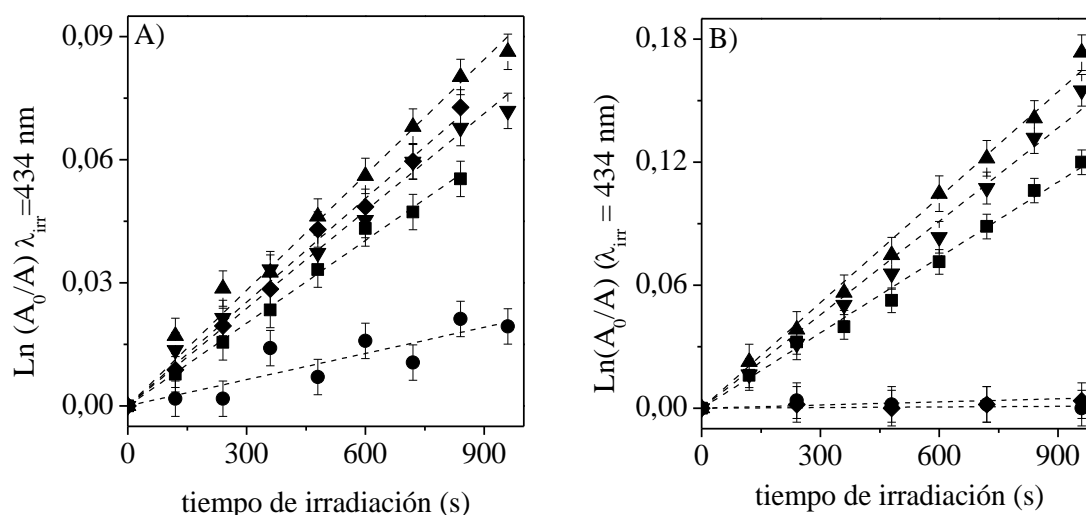 A)
0,09
0,06
0,03
0,00
Ln (A₀/A) λᵢᵣᵣ=434 nm
0 300 600 900
tiempo de irradiación (s)
B)
0,18
0,12
0,06
0,00
Ln(A₀/A) (λᵢᵣᵣ = 434 nm)
0 300 600 900
tiempo de irradiación (s)